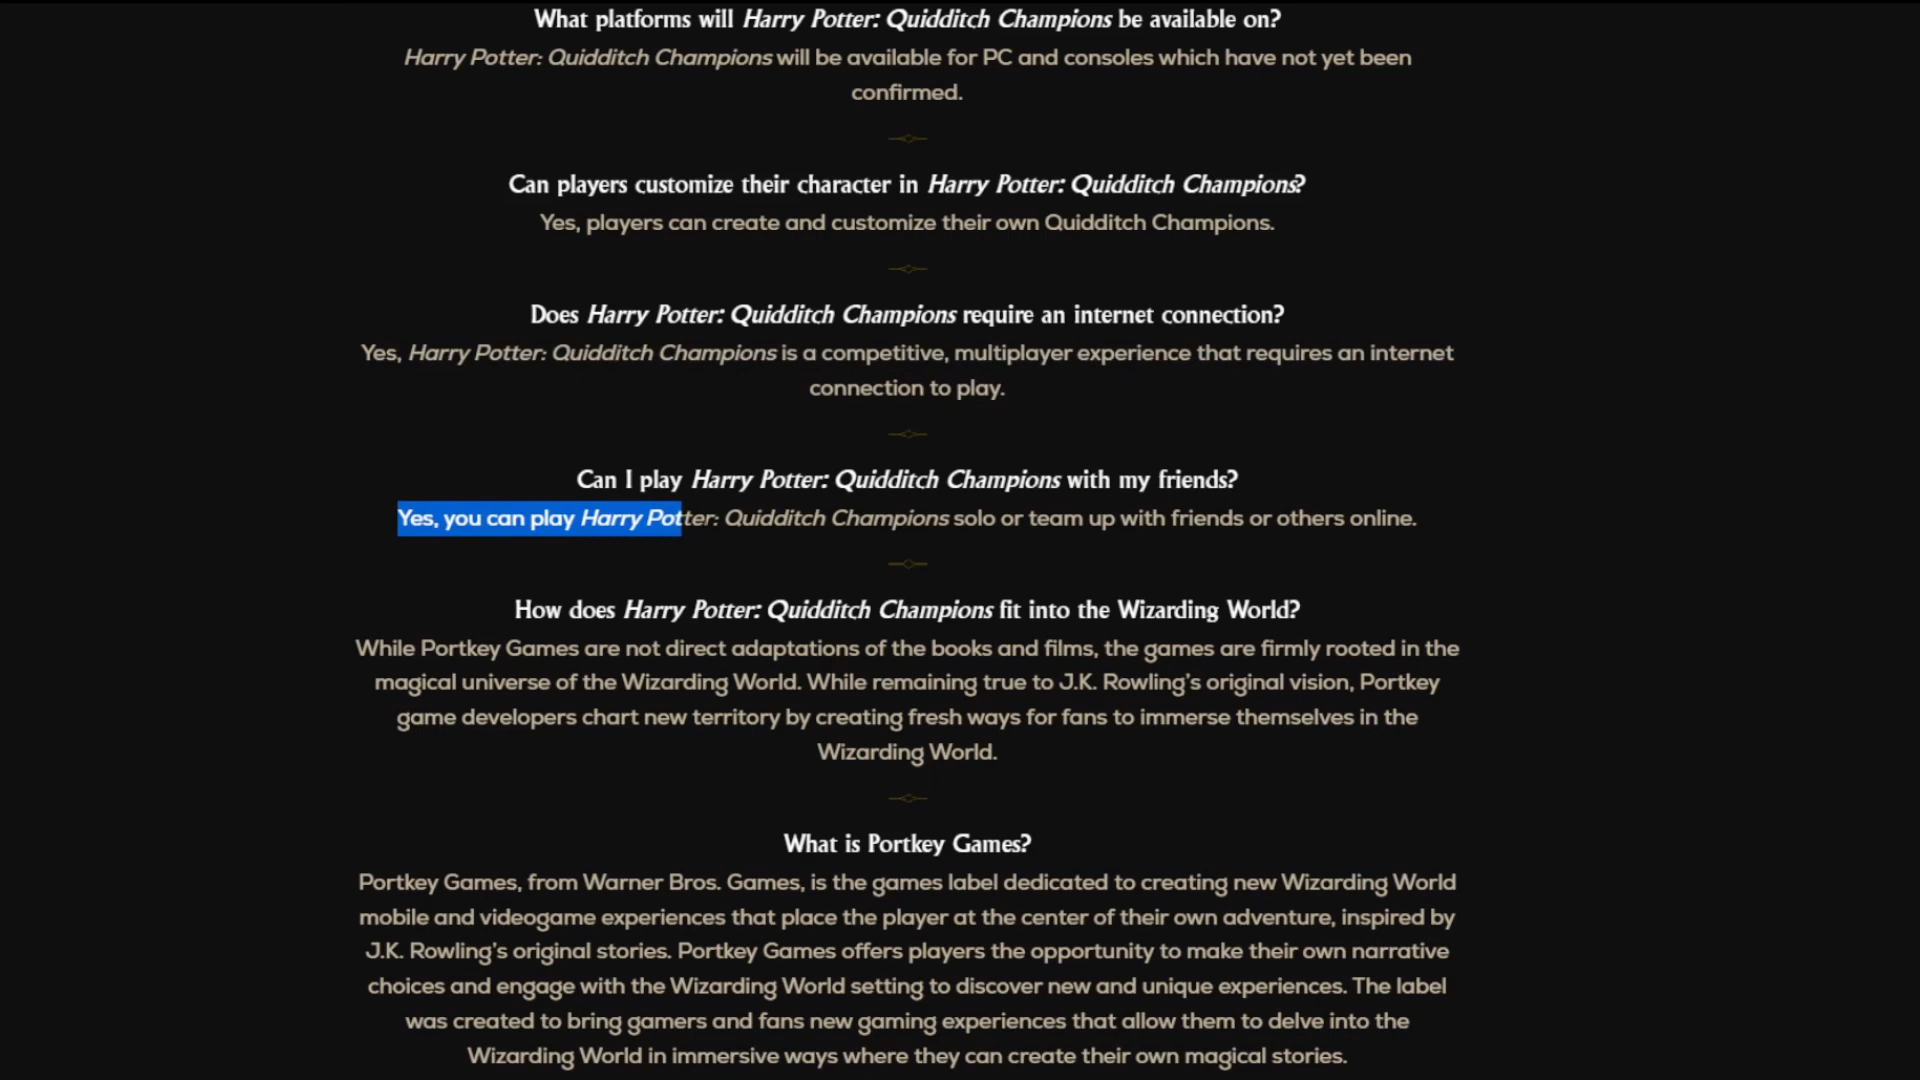 What platforms will Harry Potter: Quidditch Champions be available on?
Harry Potter: Quidditch Champions will be available for PC and consoles which have not yet been
confirmed.
Can players customize their character in Harry Potter: Quidditch Champions?
Yes, players can create and customize their own Quidditch Champions.
Does Harry Potter: Quidditch Champions require an internet connection?
Yes, Harry Potter: Quidditch Champions is a competitive, multiplayer experience that requires an internet
connection to play.
Can I play Harry Potter: Quidditch Champions with my friends?
Yes, you can play Harry Potter: Quidditch Champions solo or team up with friends or others online.
How does Harry Potter: Quidditch Champions fit into the Wizarding World?
While Portkey Games are not direct adaptations of the books and films, the games are firmly rooted in the
magical universe of the Wizarding World. While remaining true to J.K. Rowling’s original vision, Portkey
game developers chart new territory by creating fresh ways for fans to immerse themselves in the
Wizarding World.
What is Portkey Games?
Portkey Games, from Warner Bros. Games, is the games label dedicated to creating new Wizarding World
mobile and videogame experiences that place the player at the center of their own adventure, inspired by
J.K. Rowling’s original stories. Portkey Games offers players the opportunity to make their own narrative
choices and engage with the Wizarding World setting to discover new and unique experiences. The label
was created to bring gamers and fans new gaming experiences that allow them to delve into the
Wizarding World in immersive ways where they can create their own magical stories.